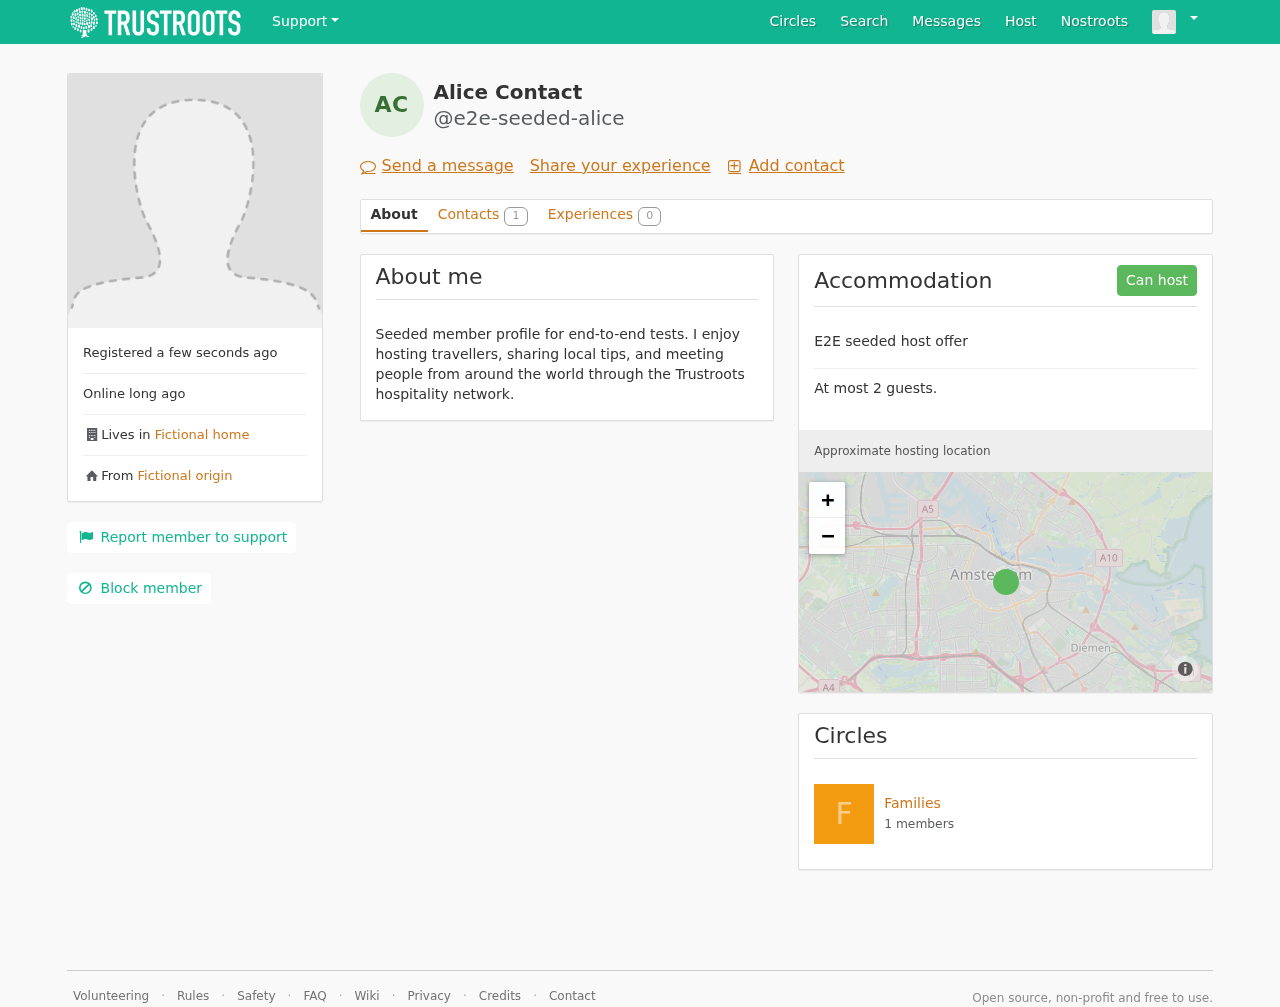 TRUSTROOTS
Support
Circles
Search
Messages
Host
Nostroots
AC
Alice Contact
@e2e-seeded-alice
Send a message
Share your experience
Add contact
About
Contacts 1
Experiences 0
Registered a few seconds ago
Online long ago
Lives in Fictional home
From Fictional origin
Report member to support
Block member
About me
Seeded member profile for end-to-end tests. I enjoy
hosting travellers, sharing local tips, and meeting
people from around the world through the Trustroots
hospitality network.
Accommodation
Can host
E2E seeded host offer
At most 2 guests.
Approximate hosting location
+
−
A5
A10
Diemen
A4
Circles
F
Families
1 members
Volunteering · Rules · Safety · FAQ · Wiki · Privacy · Credits · Contact
Open source, non-profit and free to use.